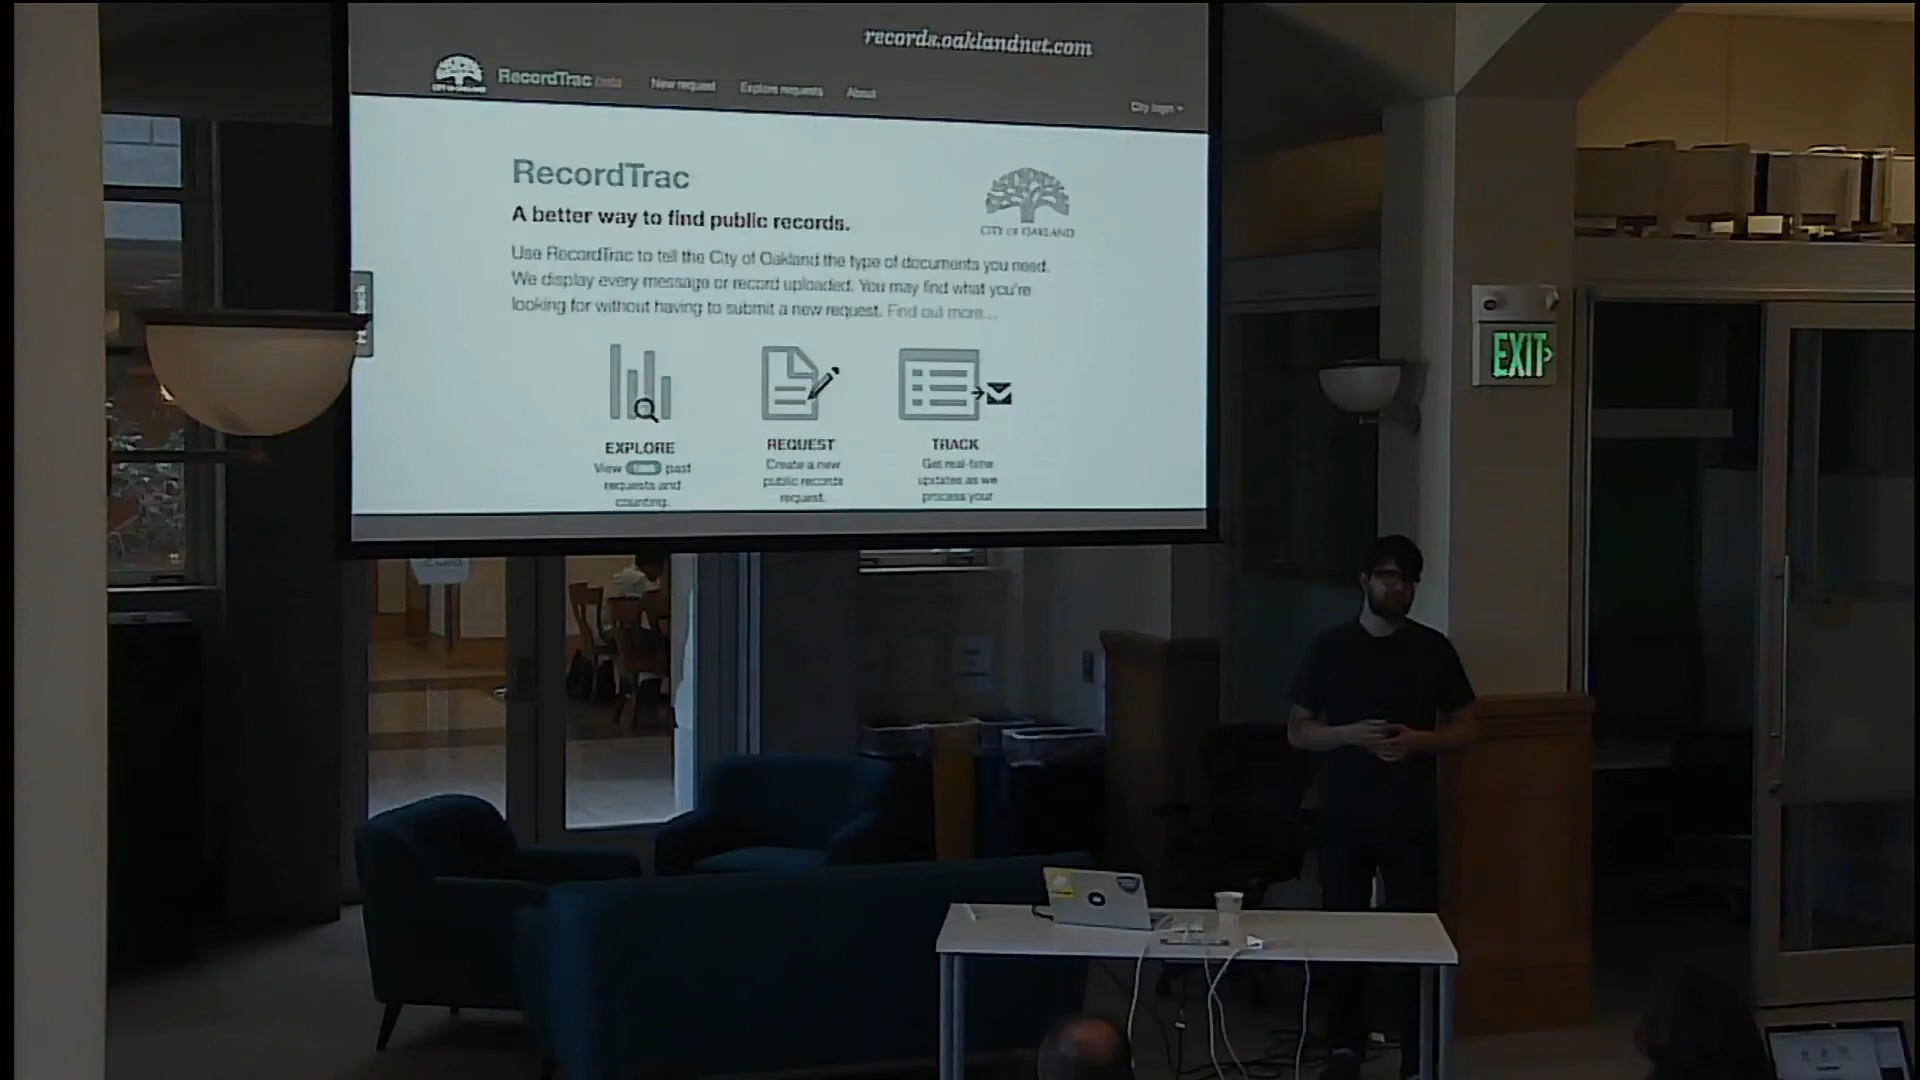 records.oaklandnet.com
RecordTrac beta New request Explore requests About
City login
RecordTrac
A better way to find public records.
CITY OF OAKLAND
Use RecordTrac to tell the City of Oakland the type of documents you need.
We display every message or record uploaded. You may find what you're
looking for without having to submit a new request. Find out more...
EXPLORE
View past
requests and
counting.
REQUEST
Create a new
public records
request.
TRACK
Get real-time
updates as we
process your
EXIT